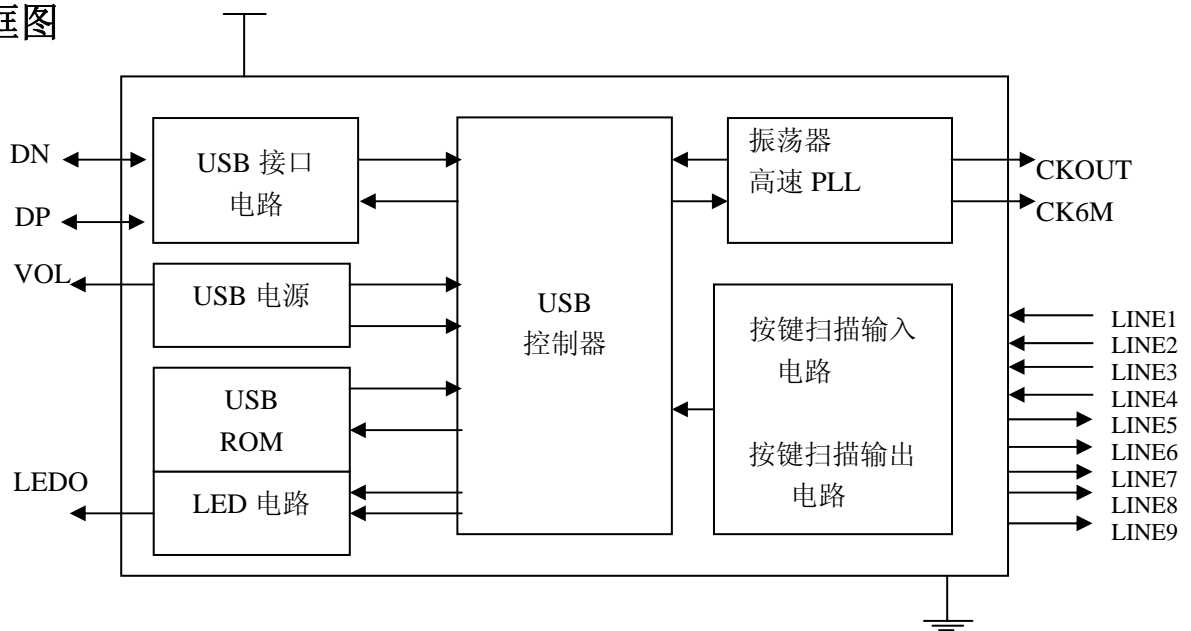 框图
DN
DP
VOL
LEDO
USB 接口
电路
USB 电源
USB
ROM
LED 电路
USB
控制器
振荡器
高速 PLL
按键扫描输入
电路
按键扫描输出
电路
CKOUT
CK6M
LINE1
LINE2
LINE3
LINE4
LINE5
LINE6
LINE7
LINE8
LINE9